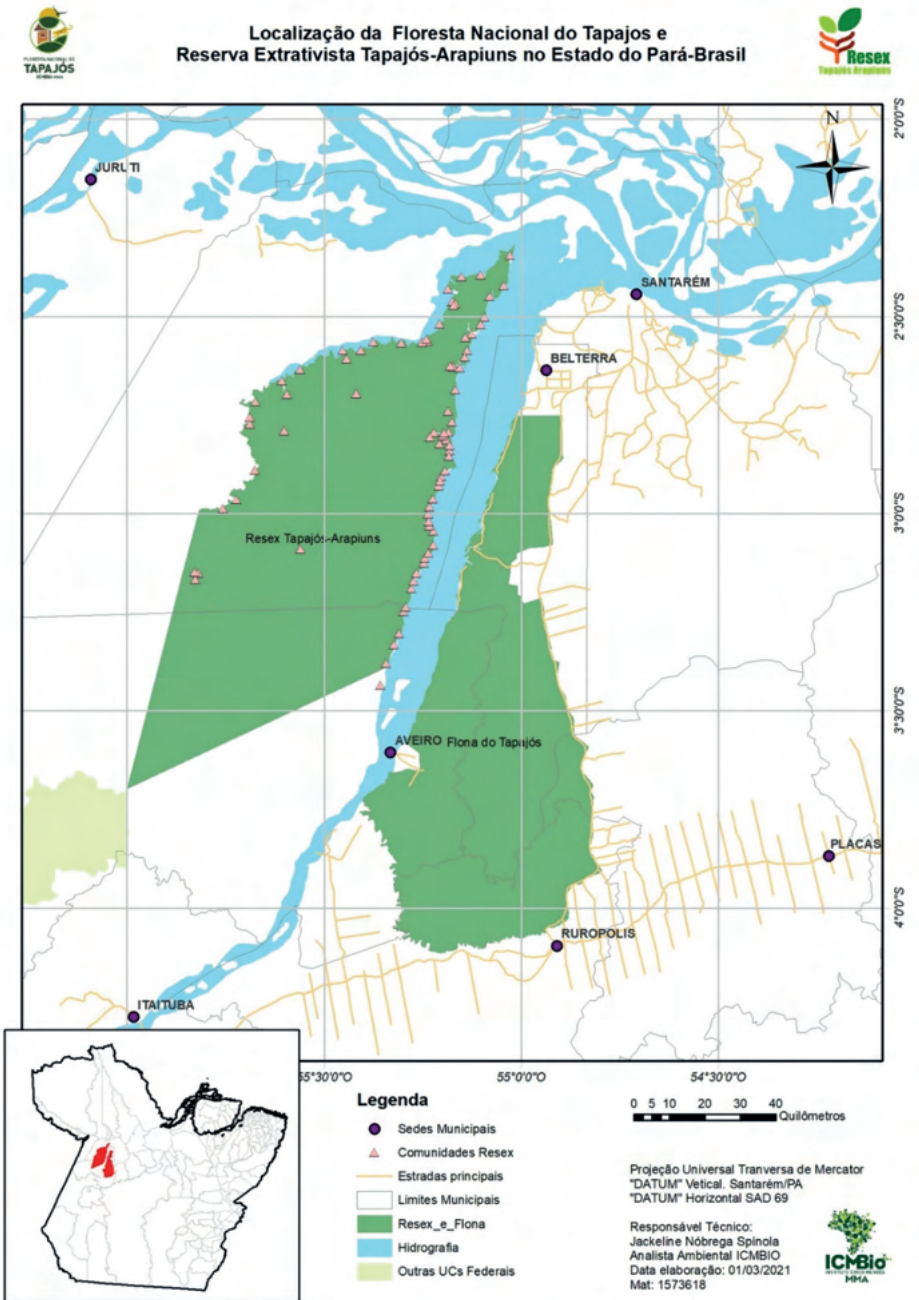 Localização da Floresta Nacional do Tapajos e
Reserva Extrativista Tapajós-Arapiuns no Estado do Pará-Brasil
TAPAJÓS
Resex
Tapajós Arapiuns
N
2°0'0"S
JURUTI
SANTARÉM
2°30'0"S
BELTERRA
3°0'0"S
Resex Tapajós-Arapiuns
3°30'0"S
AVEIRO
Flona do Tapajós
PLACAS
4°0'0"S
RUROPOLIS
ITAITUBA
55°30'0"O
55°0'0"O
54°30'0"O
Legenda
Sedes Municipais
Comunidades Resex
Estradas principais
Limites Municipais
Resex_e_Flona
Hidrografia
Outras UCs Federais
0 5 10 20 30 40
Quilômetros
Projeção Universal Tranversa de Mercator
"DATUM" Vetical. Santarém/PA
"DATUM" Horizontal SAD 69
Responsável Técnico:
Jackeline Nóbrega Spinola
Analista Ambiental ICMBIO
Data elaboração: 01/03/2021
Mat: 1573618
ICMBio
MMA